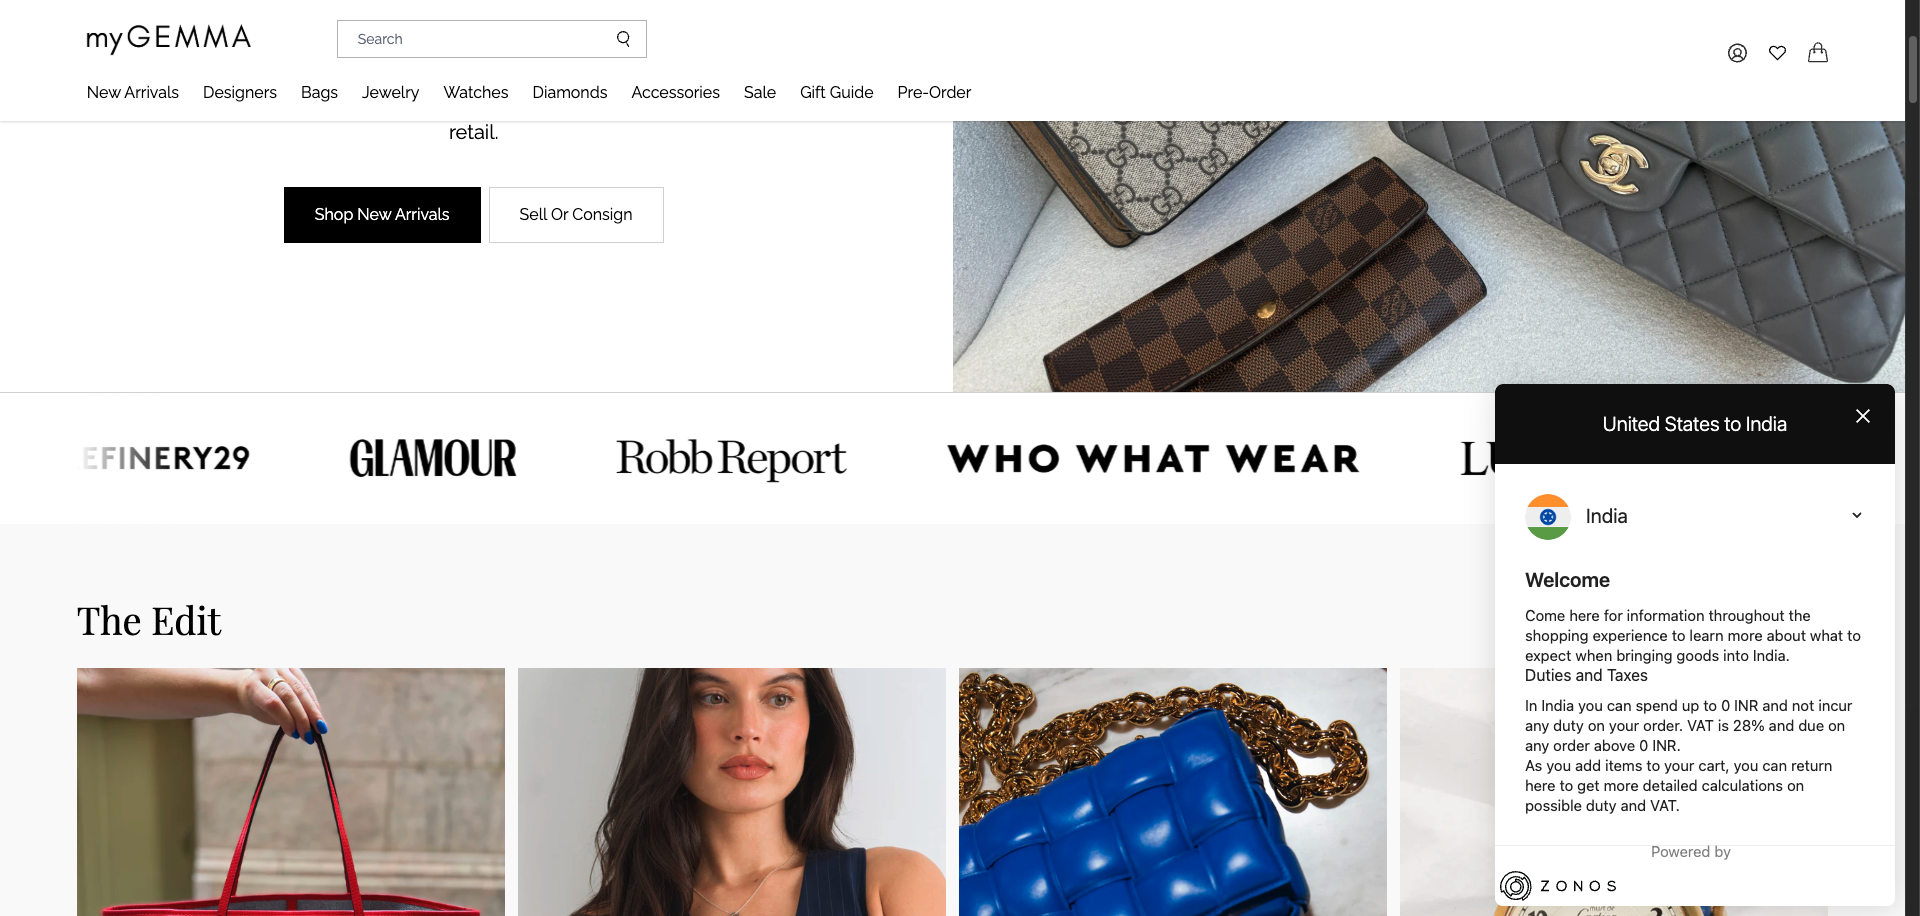 myGEMMA
Search
New Arrivals Designers Bags Jewelry Watches Diamonds Accessories Sale Gift Guide Pre-Order
retail.
Shop New Arrivals Sell Or Consign
EFINERY29 GLAMOUR Robb Report WHO WHAT WEAR
The Edit
United States to India
India
Welcome
Come here for information throughout the
shopping experience to learn more about what to
expect when bringing goods into India.
Duties and Taxes
In India you can spend up to 0 INR and not incur
any duty on your order. VAT is 28% and due on
any order above 0 INR.
As you add items to your cart, you can return
here to get more detailed calculations on
possible duty and VAT.
Powered by
ZONOS